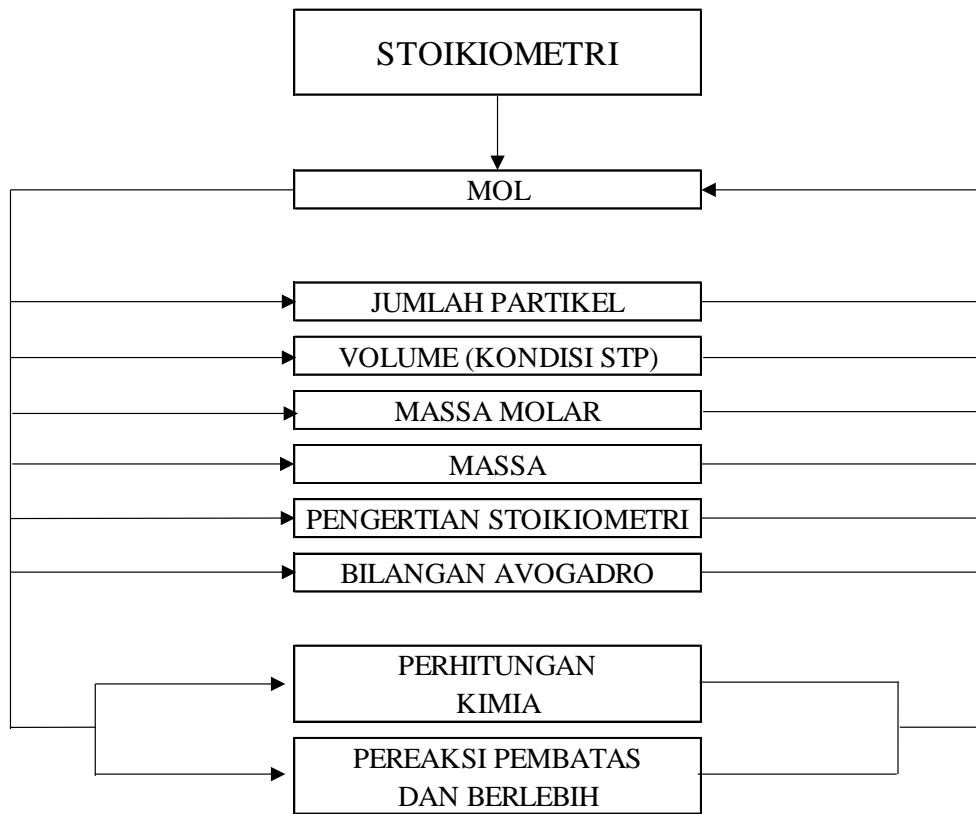 STOIKIOMETRI
MOL
JUMLAH PARTIKEL
VOLUME (KONDISI STP)
MASSA MOLAR
MASSA
PENGERTIAN STOIKIOMETRI
BILANGAN AVOGADRO
PERHITUNGAN
KIMIA
PEREAKSI PEMBATAS
DAN BERLEBIH